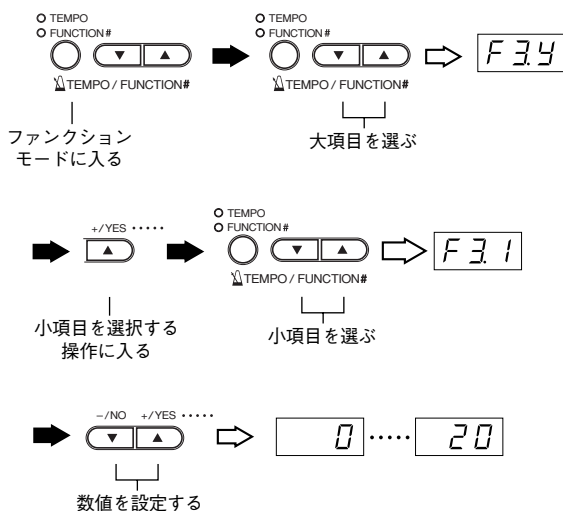 TEMPO
FUNCTION#
▼ ▲
TEMPO / FUNCTION#
ファンクション
モードに入る
TEMPO
FUNCTION#
▼ ▲
TEMPO / FUNCTION#
大項目を選ぶ
F 3.Y
+/YES ·····
▲
小項目を選択する
操作に入る
TEMPO
FUNCTION#
▼ ▲
TEMPO / FUNCTION#
小項目を選ぶ
F 3.1
−/NO +/YES ·····
▼ ▲
数値を設定する
0 ····· 20